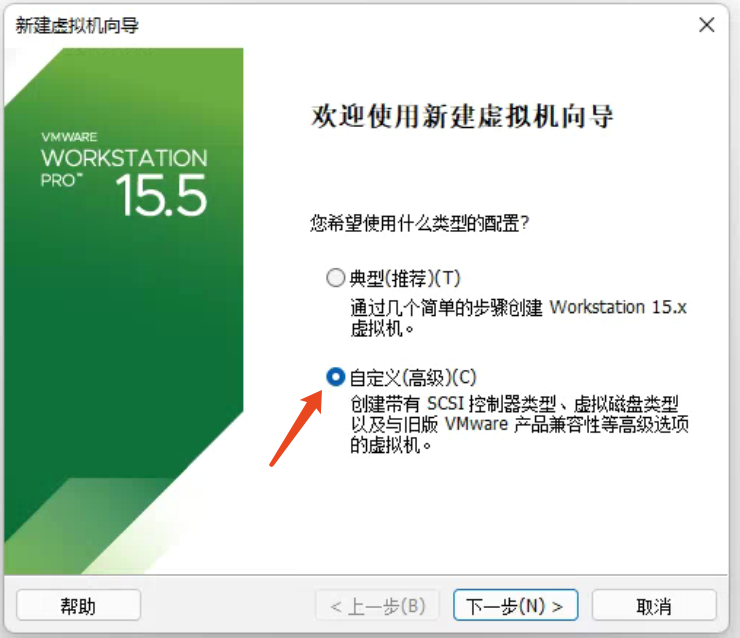 新建虚拟机向导
VMWARE
WORKSTATION
PRO™ 15.5
欢迎使用新建虚拟机向导
您希望使用什么类型的配置?
典型(推荐)(T)
通过几个简单的步骤创建 Workstation 15.x
虚拟机。
自定义(高级)(C)
创建带有 SCSI 控制器类型、虚拟磁盘类型
以及与旧版 VMware 产品兼容性等高级选项
的虚拟机。
帮助
< 上一步(B)
下一步(N) >
取消